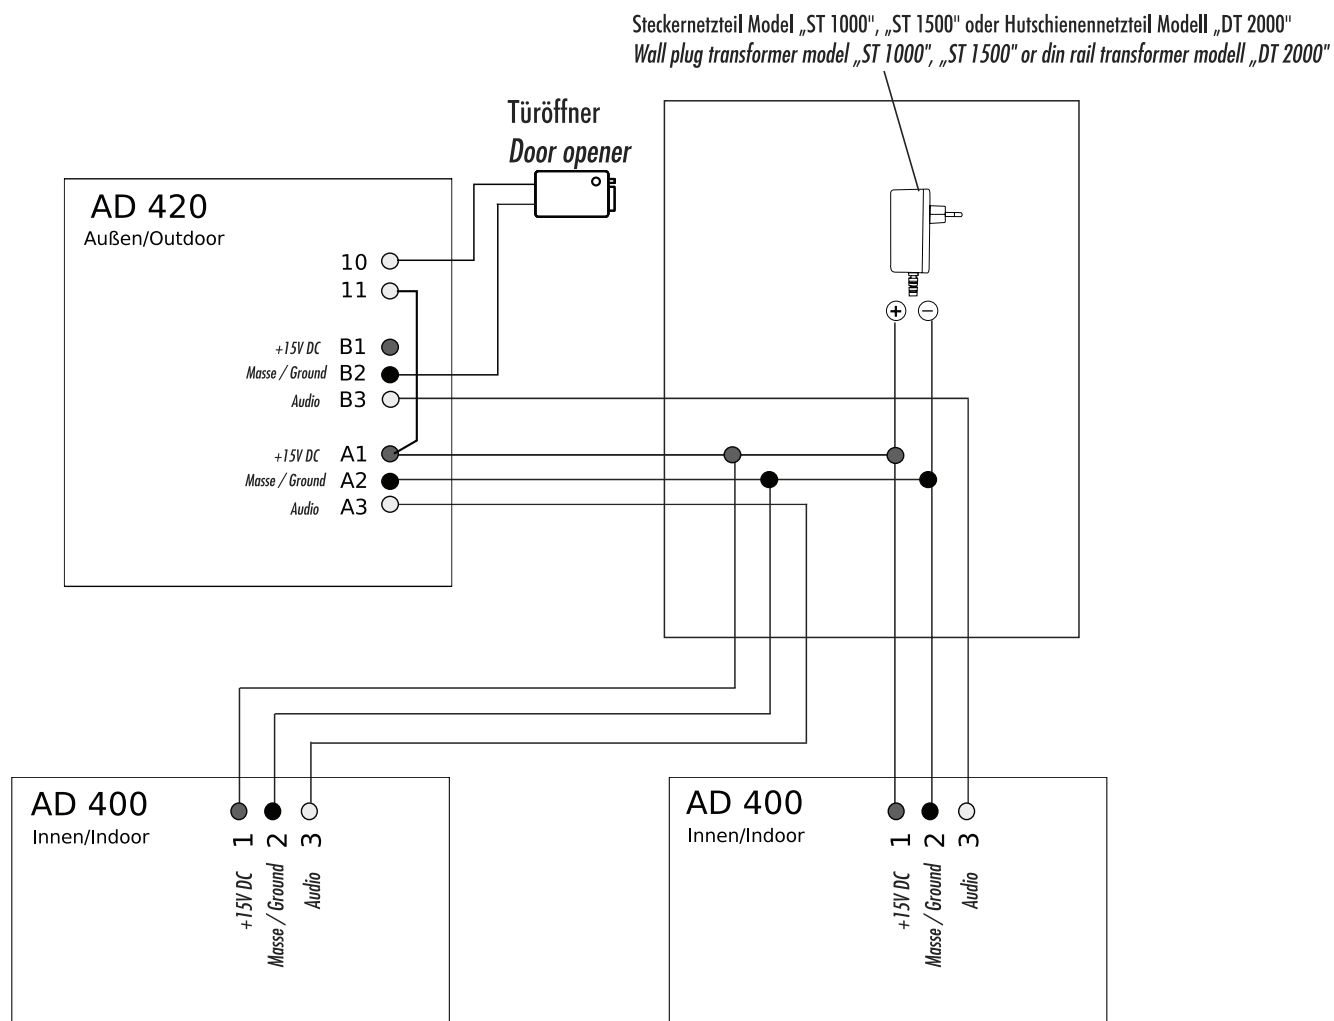 Steckernetzteil Model „ST 1000", „ST 1500" oder Hutschienennetzteil Modell „DT 2000"
Wall plug transformer model „ST 1000", „ST 1500" or din rail transformer modell „DT 2000"
Türöffner
Door opener
AD 420
Außen/Outdoor
10
11
+15V DC B1
Masse / Ground B2
Audio B3
+15V DC A1
Masse / Ground A2
Audio A3
+
−
AD 400
Innen/Indoor
1 +15V DC
2 Masse / Ground
3 Audio
AD 400
Innen/Indoor
1 +15V DC
2 Masse / Ground
3 Audio